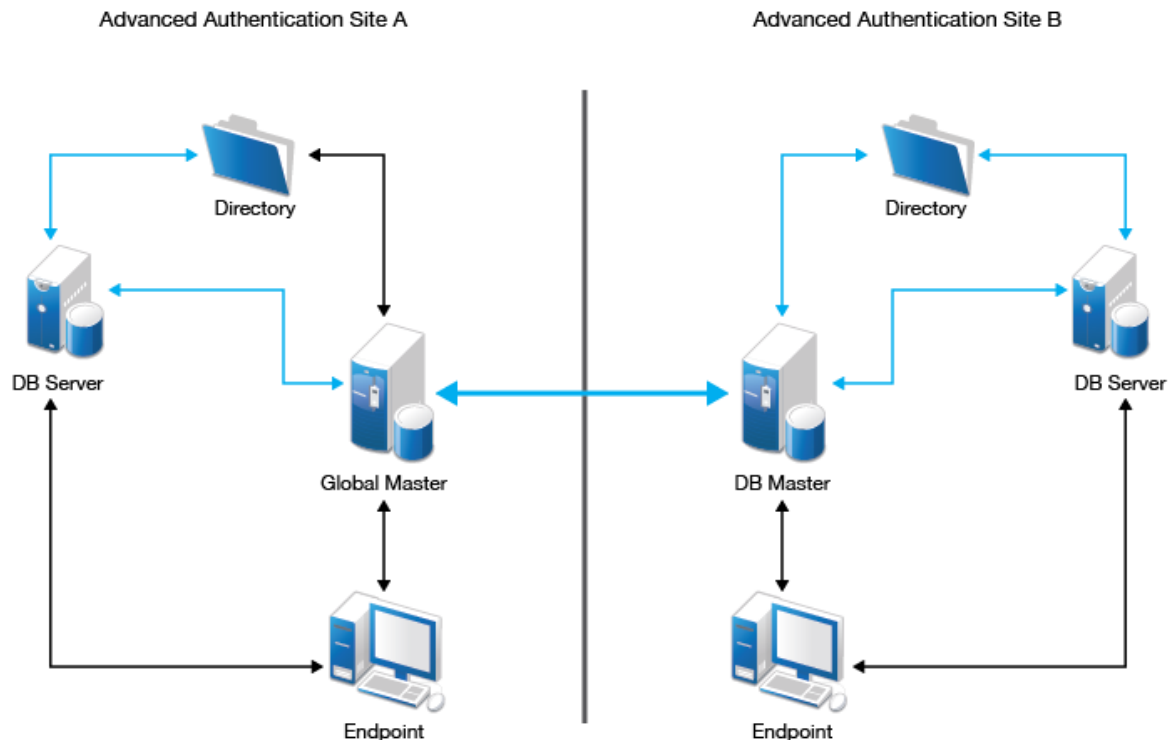 Advanced Authentication Site A
Advanced Authentication Site B
Directory
Directory
DB Server
DB Server
Global Master
DB Master
Endpoint
Endpoint